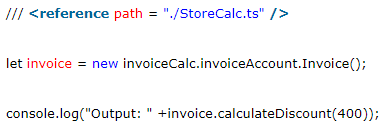 /// <reference path = "./StoreCalc.ts" />
let invoice = new invoiceCalc.invoiceAccount.Invoice();
console.log("Output: " +invoice.calculateDiscount(400));